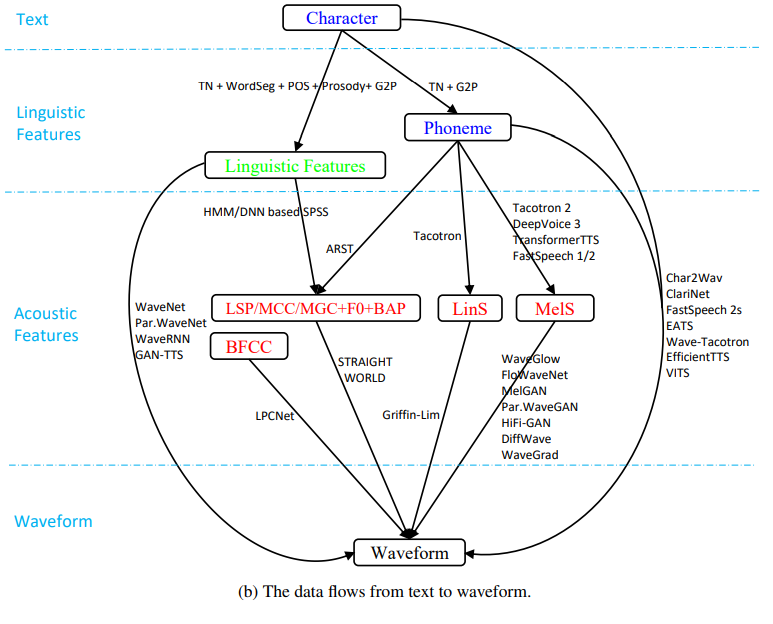 Text
Character
TN + WordSeg + POS + Prosody+ G2P
TN + G2P
Linguistic
Features
Phoneme
Linguistic Features
HMM/DNN based SPSS
ARST
Tacotron
Tacotron 2
DeepVoice 3
TransformerTTS
FastSpeech 1/2
Acoustic
Features
WaveNet
Par.WaveNet
WaveRNN
GAN-TTS
LSP/MCC/MGC+F0+BAP
LinS
MelS
BFCC
Char2Wav
ClariNet
FastSpeech 2s
EATS
Wave-Tacotron
EfficientTTS
VITS
STRAIGHT
WORLD
LPCNet
Griffin-Lim
WaveGlow
FloWaveNet
MelGAN
Par.WaveGAN
HiFi-GAN
DiffWave
WaveGrad
Waveform
Waveform
(b) The data flows from text to waveform.